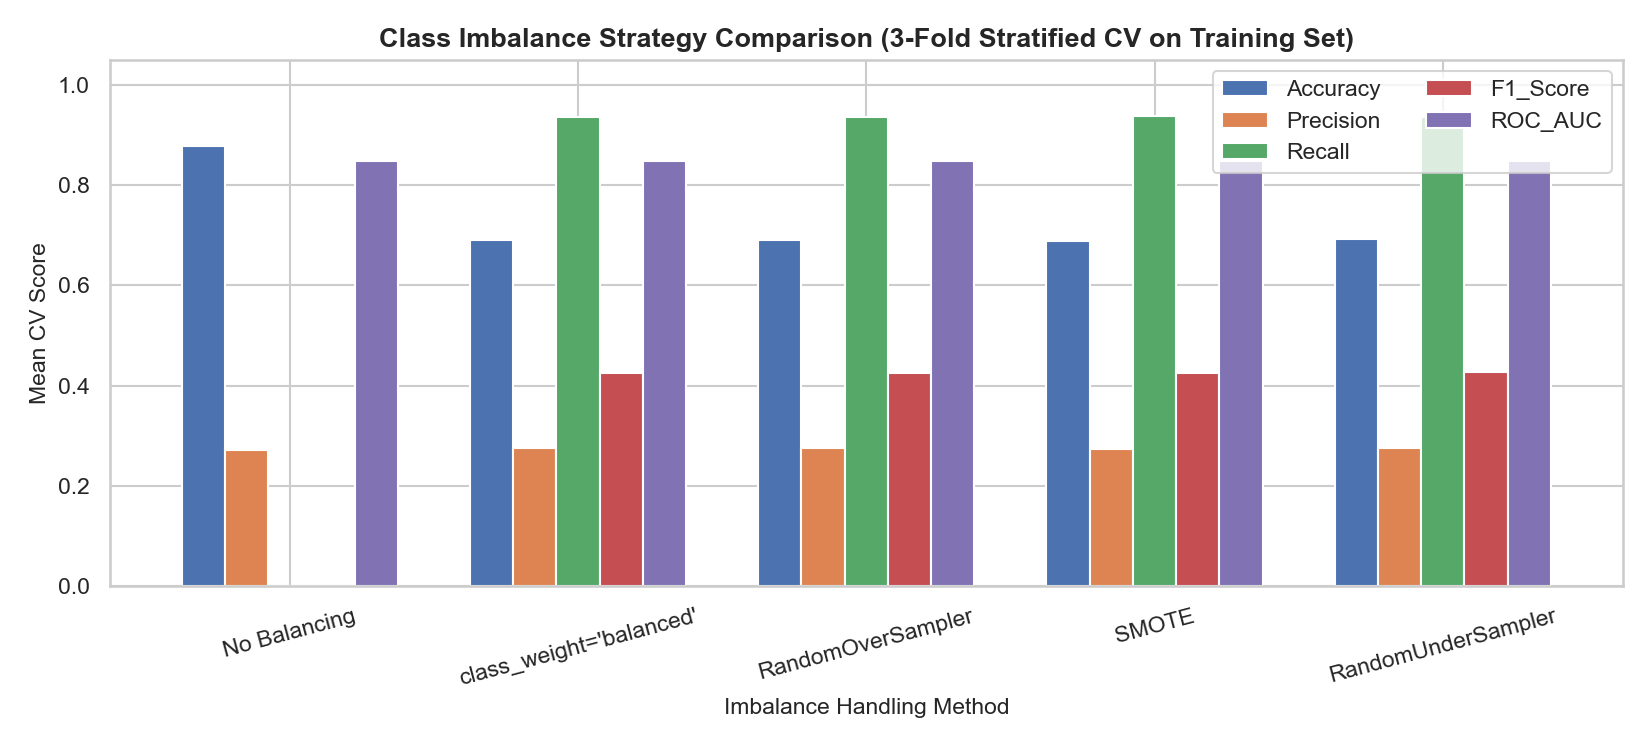 Class Imbalance Strategy Comparison (3-Fold Stratified CV on Training Set)
Accuracy
Precision
Recall
F1_Score
ROC_AUC
Mean CV Score
1.0
0.8
0.6
0.4
0.2
0.0
No Balancing
class_weight='balanced'
RandomOverSampler
SMOTE
RandomUnderSampler
Imbalance Handling Method